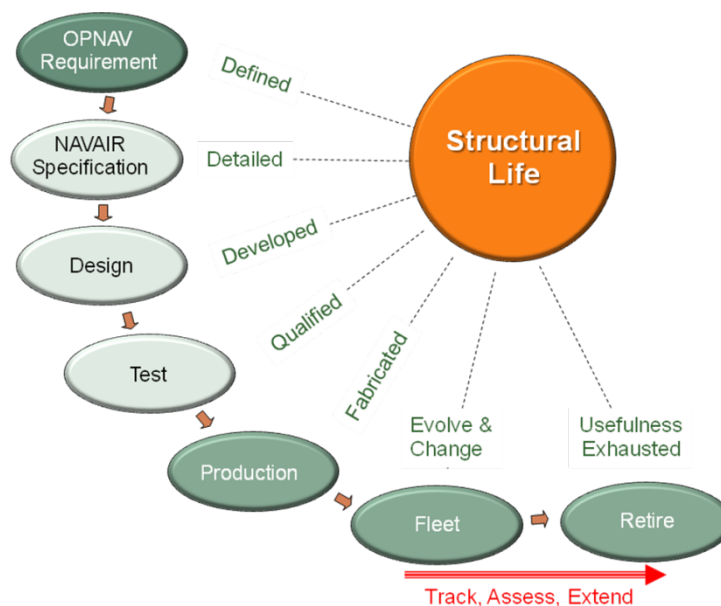 OPNAV
Requirement
Defined
Structural
Life
NAVAIR
Specification
Detailed
Design
Developed
Qualified
Test
Fabricated
Evolve &
Change
Usefulness
Exhausted
Production
Fleet
Retire
Track, Assess, Extend